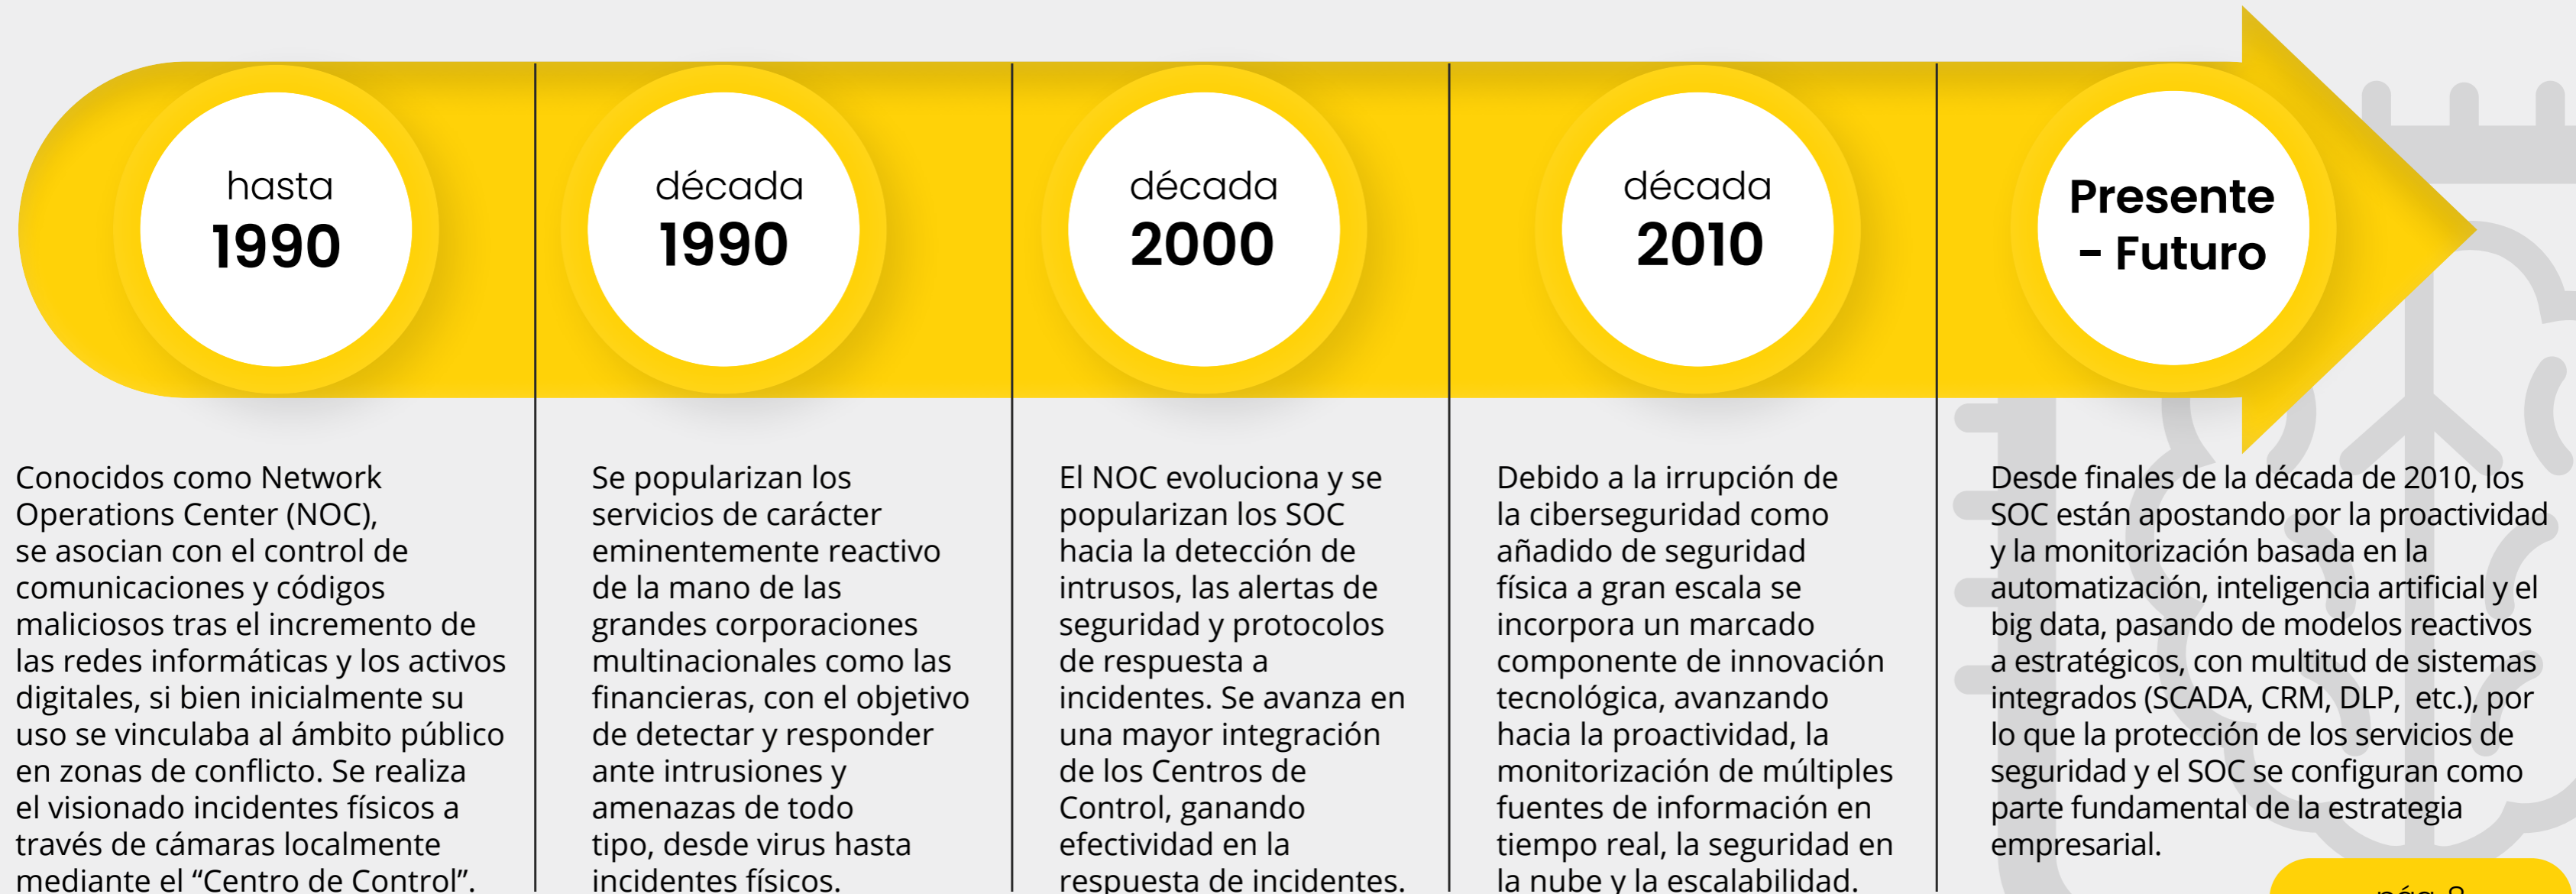 hasta
1990
Conocidos como Network
Operations Center (NOC),
se asocian con el control de
comunicaciones y códigos
maliciosos tras el incremento de
las redes informáticas y los activos
digitales, si bien inicialmente su
uso se vinculaba al ámbito público
en zonas de conflicto. Se realiza
el visionado incidentes físicos a
través de cámaras localmente
mediante el “Centro de Control”.
década
1990
Se popularizan los
servicios de carácter
eminentemente reactivo
de la mano de las
grandes corporaciones
multinacionales como las
financieras, con el objetivo
de detectar y responder
ante intrusiones y
amenazas de todo
tipo, desde virus hasta
incidentes físicos.
década
2000
El NOC evoluciona y se
popularizan los SOC
hacia la detección de
intrusos, las alertas de
seguridad y protocolos
de respuesta a
incidentes. Se avanza en
una mayor integración
de los Centros de
Control, ganando
efectividad en la
respuesta de incidentes.
década
2010
Debido a la irrupción de
la ciberseguridad como
añadido de seguridad
física a gran escala se
incorpora un marcado
componente de innovación
tecnológica, avanzando
hacia la proactividad, la
monitorización de múltiples
fuentes de información en
tiempo real, la seguridad en
la nube y la escalabilidad.
Presente
- Futuro
Desde finales de la década de 2010, los
SOC están apostando por la proactividad
y la monitorización basada en la
automatización, inteligencia artificial y el
big data, pasando de modelos reactivos
a estratégicos, con multitud de sistemas
integrados (SCADA, CRM, DLP, etc.), por
lo que la protección de los servicios de
seguridad y el SOC se configuran como
parte fundamental de la estrategia
empresarial.
pág. 8